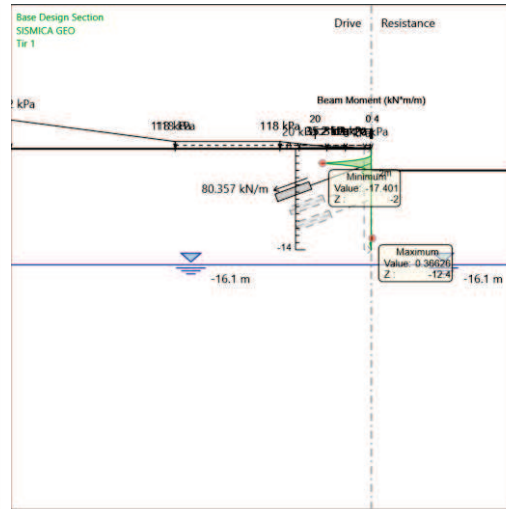 Base Design Section
SISMICA GEO
Tir 1
Drive
Resistance
Beam Moment (kN*m/m)
20
0.4
kPa
118 kPa
80.357 kN/m
Minimum
Value: -17.401
Z : -2
-14
Maximum
Value: 0.36626
Z : -12.4
-16.1 m
-16.1 m